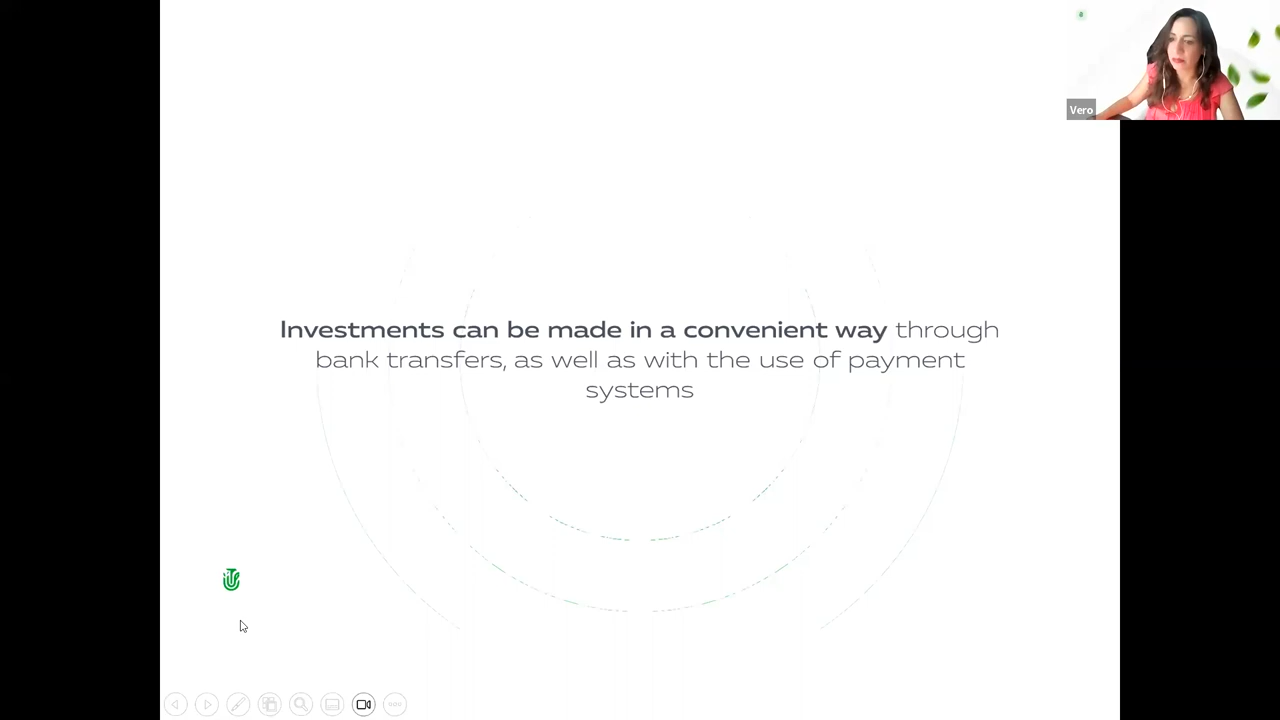 Vero
Investments can be made in a convenient way through
bank transfers, as well as with the use of payment
systems